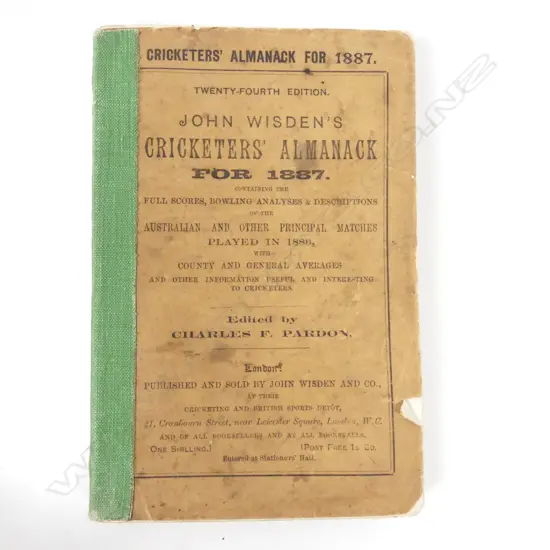 CRICKETERS' ALMANACK FOR 1887.
TWENTY-FOURTH EDITION.
JOHN WISDEN'S
CRICKETERS' ALMANACK
FOR 1887.
CONTAINING THE
FULL SCORES, BOWLING ANALYSES & DESCRIPTIONS
OF THE
AUSTRALIAN AND OTHER PRINCIPAL MATCHES
PLAYED IN 1886,
WITH
COUNTY AND GENERAL AVERAGES
AND OTHER INFORMATION USEFUL AND INTERESTING
TO CRICKETERS
Edited by
CHARLES F. PARDON.
London:
PUBLISHED AND SOLD BY JOHN WISDEN AND CO.,
AT THEIR
CRICKETING AND BRITISH SPORTS DEPÔT,
21, Cranbourn Street, near Leicester Square, London, W.C.
AND OF ALL BOOKSELLERS AND AT ALL BOOKSTALLS.
ONE SHILLING.] [POST FREE 1s
Entered at Stationers' Hall.